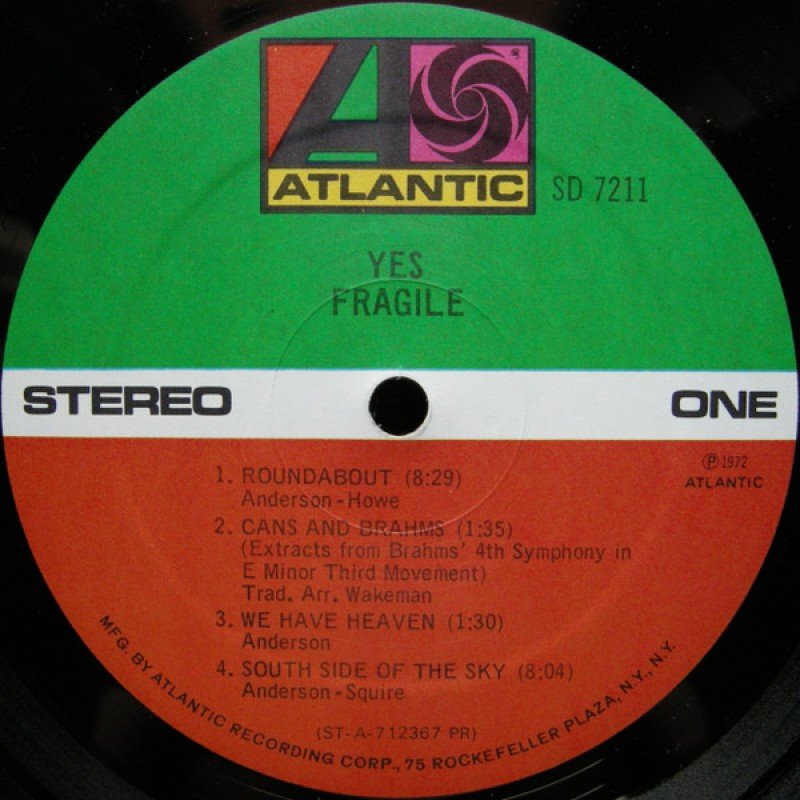 ATLANTIC
SD 7211
YES
FRAGILE
STEREO
ONE
℗ 1972
ATLANTIC
1. ROUNDABOUT (8:29)
Anderson-Howe
2. CANS AND BRAHMS (1:35)
(Extracts from Brahms' 4th Symphony in
E Minor Third Movement)
Trad. Arr. Wakeman
3. WE HAVE HEAVEN (1:30)
Anderson
4. SOUTH SIDE OF THE SKY (8:04)
Anderson-Squire
(ST-A-712367 PR)
MFG. BY ATLANTIC RECORDING CORP., 75 ROCKEFELLER PLAZA, N.Y., N.Y.